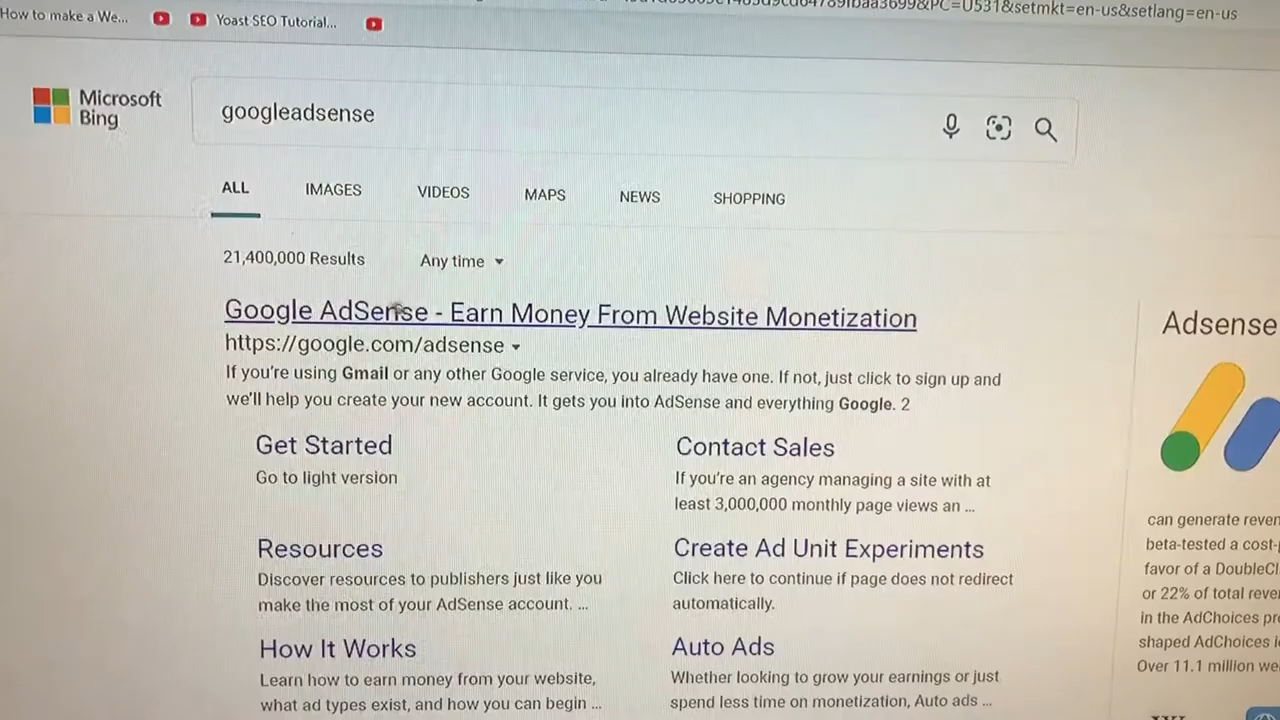 How to make a We...
Yoast SEO Tutorial...
&PC=U531&setmkt=en-us&setlang=en-us
Microsoft
Bing
googleadsense
ALL
IMAGES
VIDEOS
MAPS
NEWS
SHOPPING
21,400,000 Results
Any time
Google AdSense - Earn Money From Website Monetization
https://google.com/adsense
If you're using Gmail or any other Google service, you already have one. If not, just click to sign up and
we'll help you create your new account. It gets you into AdSense and everything Google. 2
Get Started
Go to light version
Contact Sales
If you're an agency managing a site with at
least 3,000,000 monthly page views an ...
Resources
Discover resources to publishers just like you
make the most of your AdSense account. ...
Create Ad Unit Experiments
Click here to continue if page does not redirect
automatically.
How It Works
Learn how to earn money from your website,
what ad types exist, and how you can begin ...
Auto Ads
Whether looking to grow your earnings or just
spend less time on monetization, Auto ads ...
Adsense
can generate reven
beta-tested a cost-
favor of a DoubleCl
or 22% of total reve
in the AdChoices pr
shaped AdChoices i
Over 11.1 million we